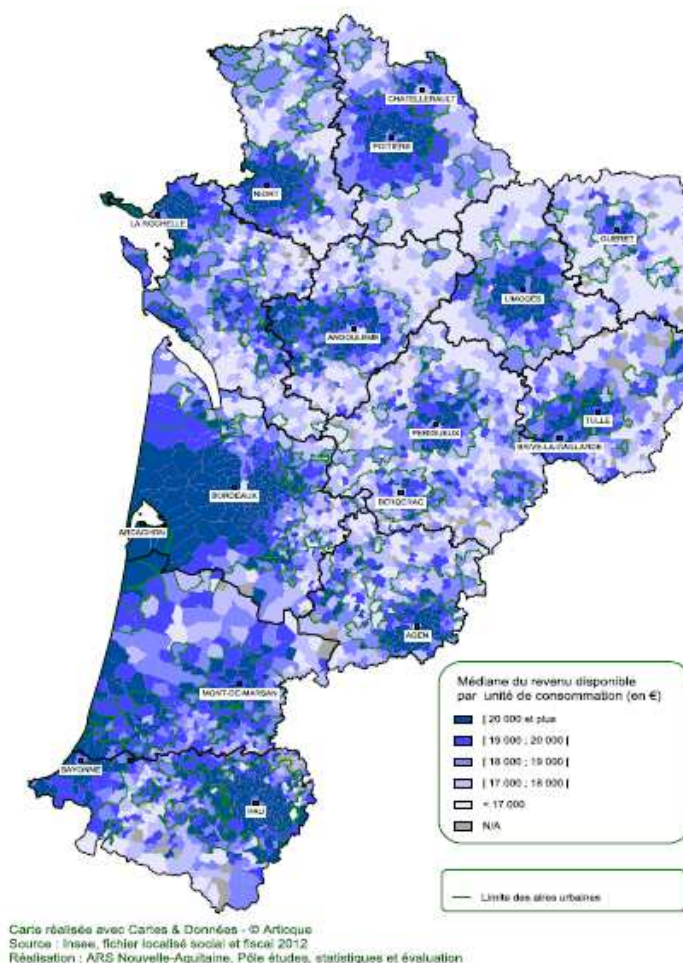 CHATELLERAULT
POITIERS
NIORT
LA ROCHELLE
GUERET
LIMOGES
ANGOULEME
TULLE
PERIGUEUX
BRIVE-LA-GAILLARDE
BORDEAUX
BERGERAC
ARCACHON
AGEN
MONT-DE-MARSAN
BAYONNE
PAU
Médiane du revenu disponible
par unité de consommation (en €)
[ 20 000 et plus
[ 19 000 ; 20 000 [
[ 18 000 ; 19 000 [
[ 17 000 ; 18 000 [
< 17 000
N/A
Limite des aires urbaines
Carte réalisée avec Cartes & Données - © Articque
Source : Insee, fichier localisé social et fiscal 2012
Réalisation : ARS Nouvelle-Aquitaine, Pôle études, statistiques et évaluation